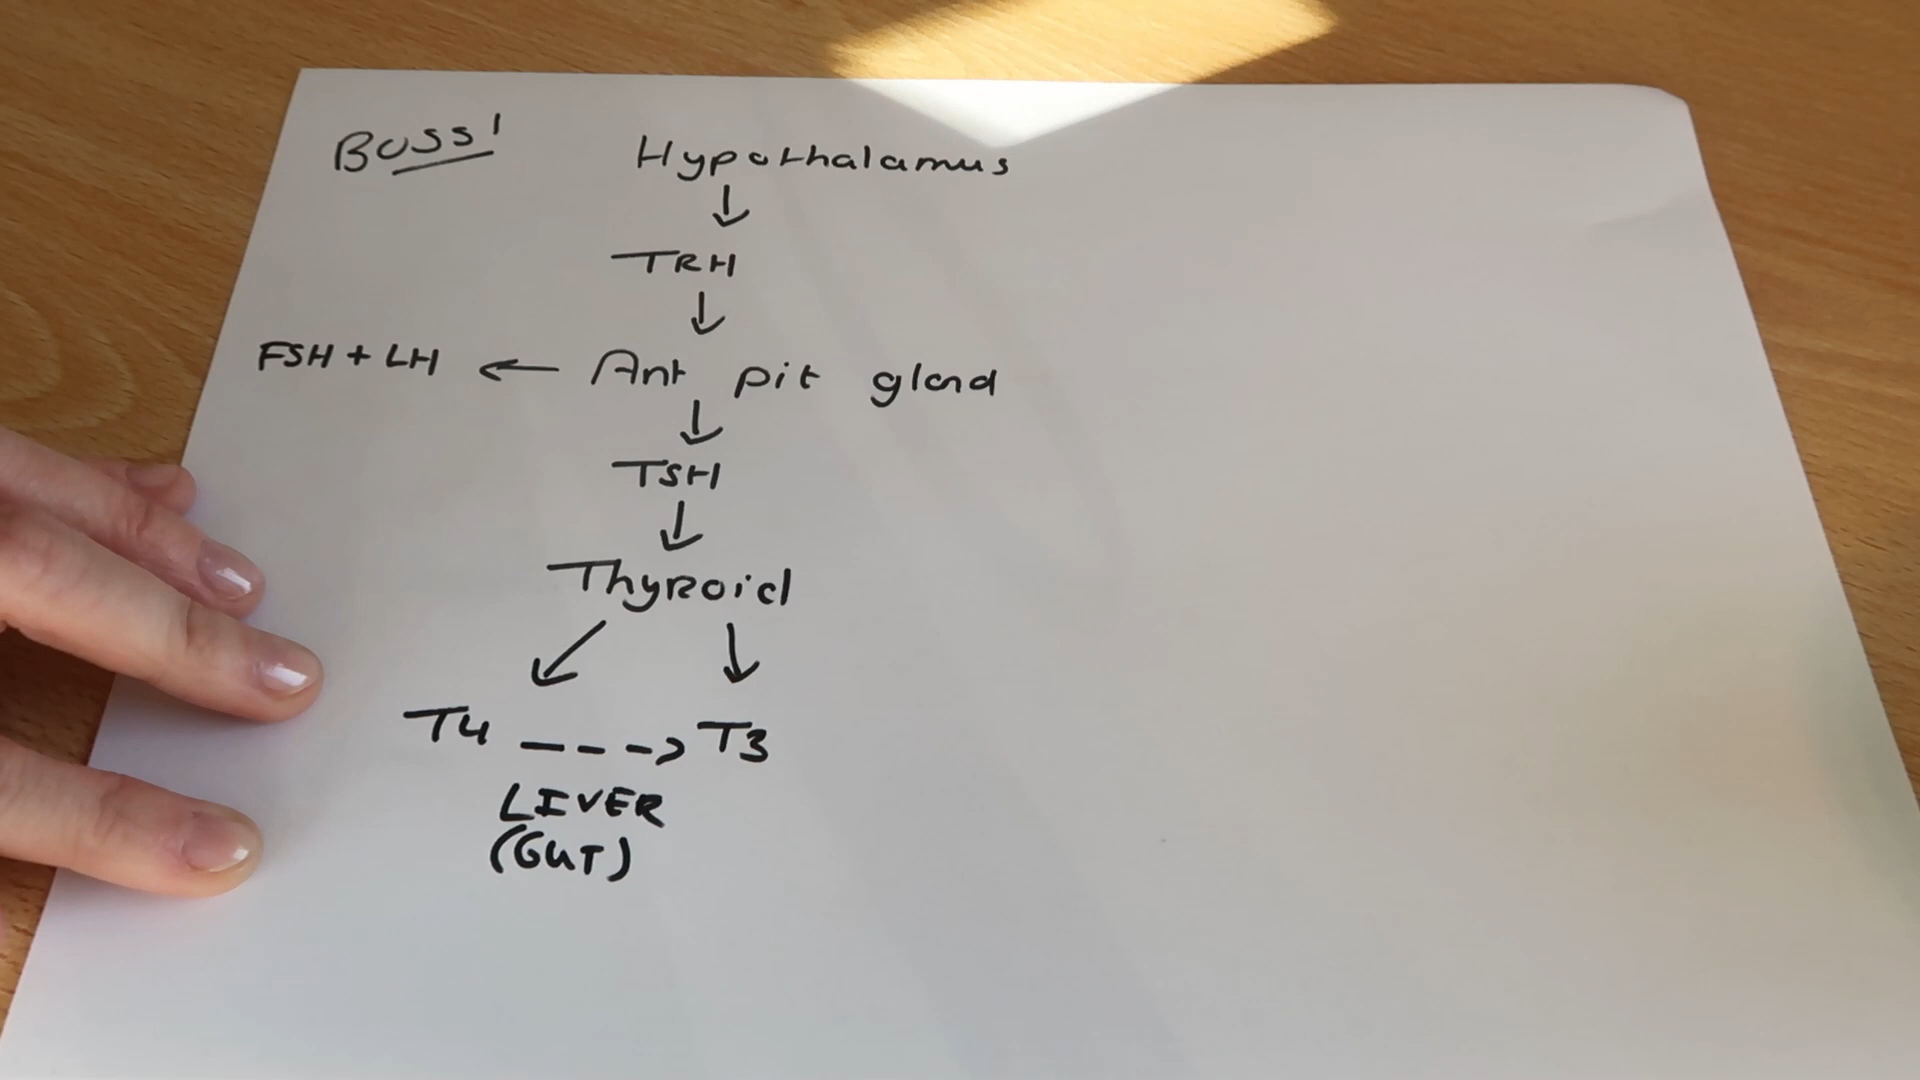 BOSS!
Hypothalamus
↓
TRH
↓
FSH + LH ← Ant pit gland
↓
TSH
↓
Thyroid
↙ ↓
T4 ---> T3
LIVER
(GUT)